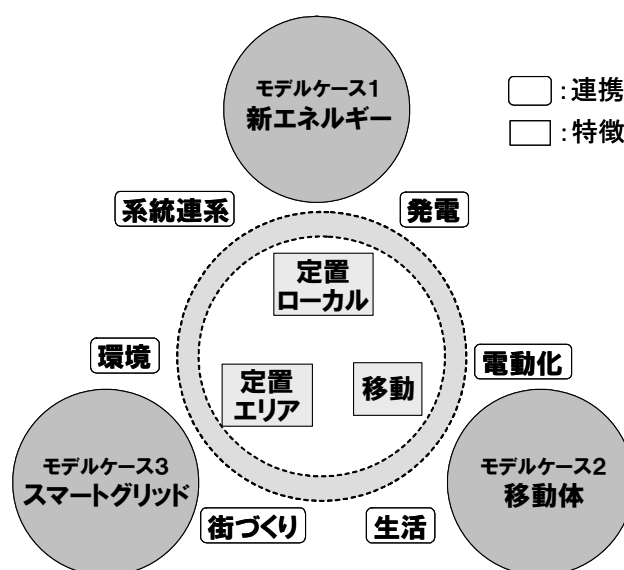 モデルケース1
新エネルギー
:連携
:特徴
系統連系
発電
定置
ローカル
環境
電動化
定置
エリア
移動
モデルケース3
スマートグリッド
モデルケース2
移動体
街づくり
生活